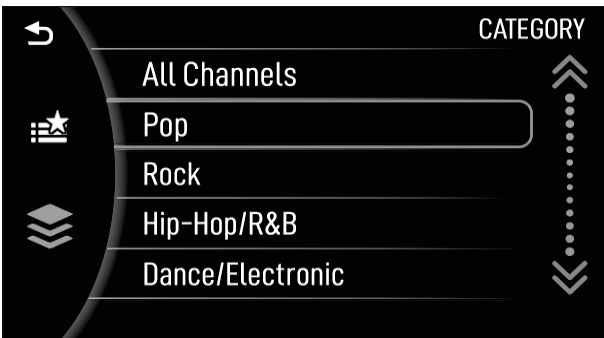 CATEGORY
All Channels
Pop
Rock
Hip-Hop/R&B
Dance/Electronic